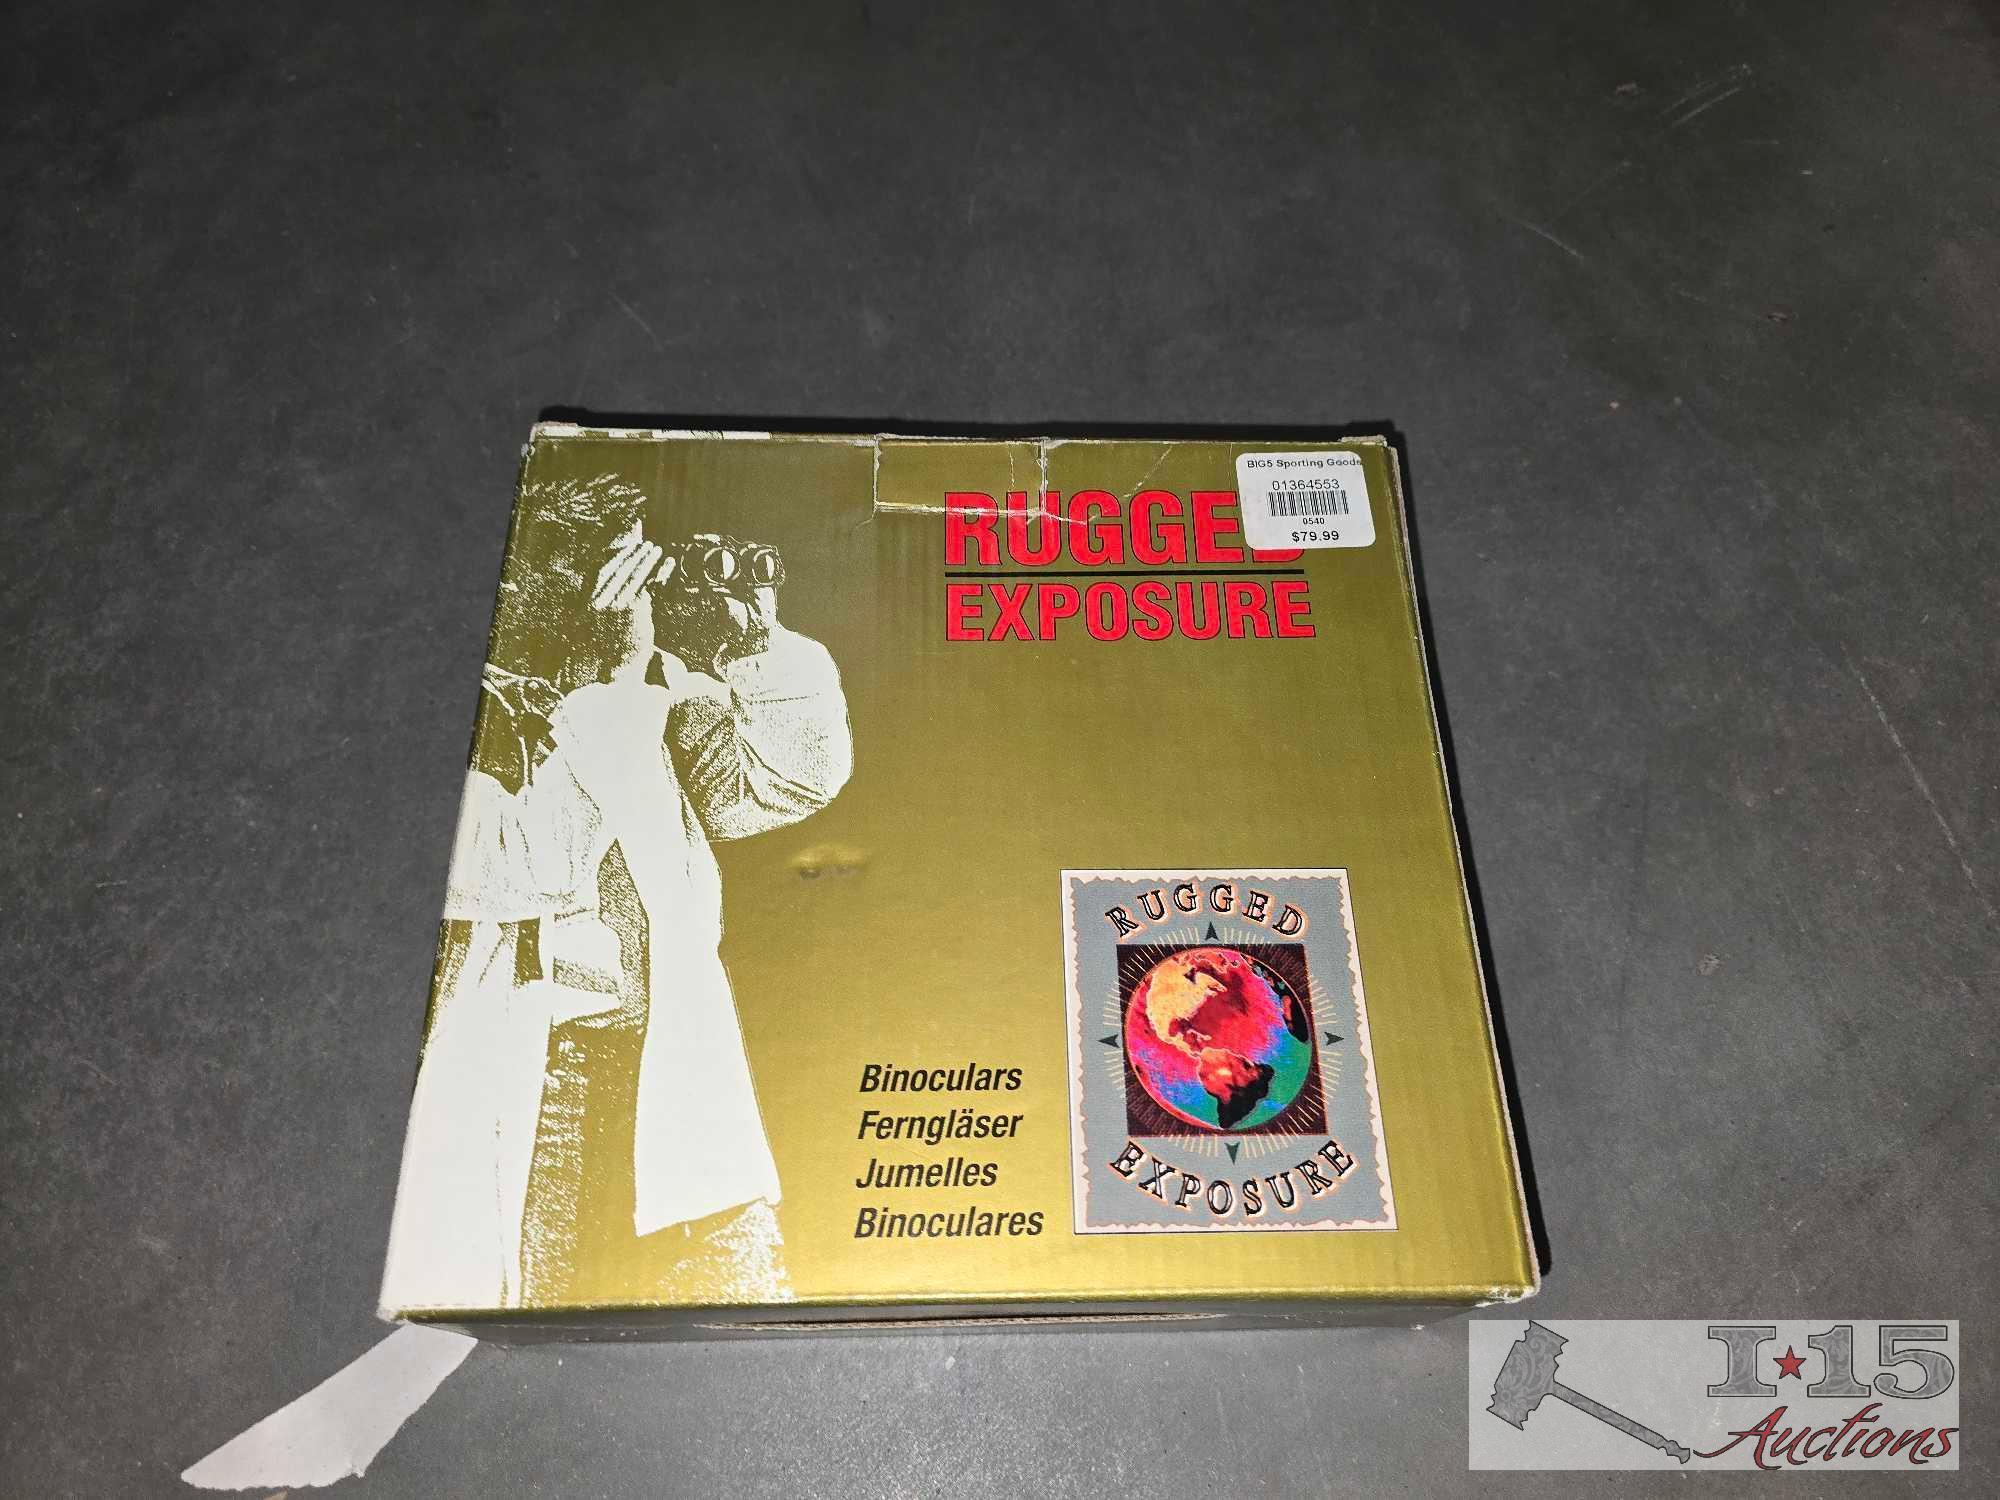 BIG5 Sporting Goods
01364553
0540
$79.99
RUGGED
EXPOSURE
RUGGED
EXPOSURE
Binoculars
Ferngläser
Jumelles
Binoculares
I★15
Auctions